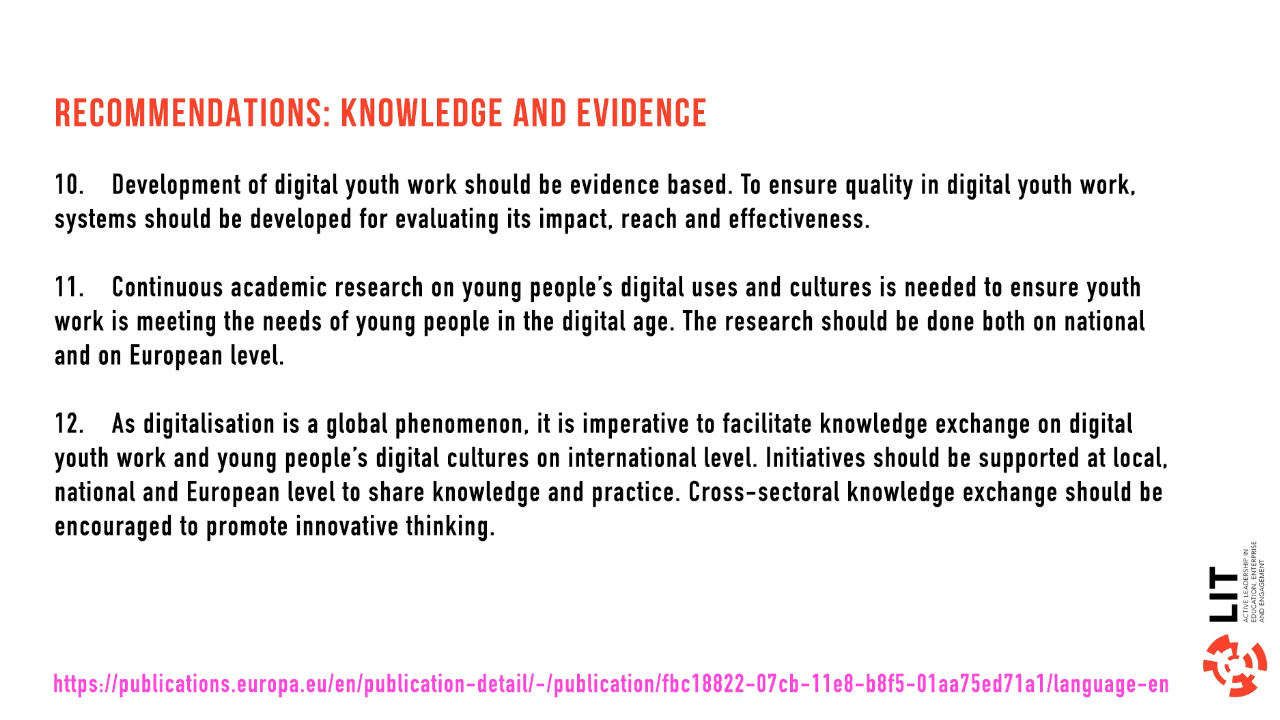 RECOMMENDATIONS: KNOWLEDGE AND EVIDENCE
10. Development of digital youth work should be evidence based. To ensure quality in digital youth work,
systems should be developed for evaluating its impact, reach and effectiveness.
11. Continuous academic research on young people’s digital uses and cultures is needed to ensure youth
work is meeting the needs of young people in the digital age. The research should be done both on national
and on European level.
12. As digitalisation is a global phenomenon, it is imperative to facilitate knowledge exchange on digital
youth work and young people’s digital cultures on international level. Initiatives should be supported at local,
national and European level to share knowledge and practice. Cross-sectoral knowledge exchange should be
encouraged to promote innovative thinking.
LIT
ACTIVE LEADERSHIP IN
EDUCATION, ENTERPRISE
AND ENGAGEMENT
https://publications.europa.eu/en/publication-detail/-/publication/fbc18822-07cb-11e8-b8f5-01aa75ed71a1/language-en